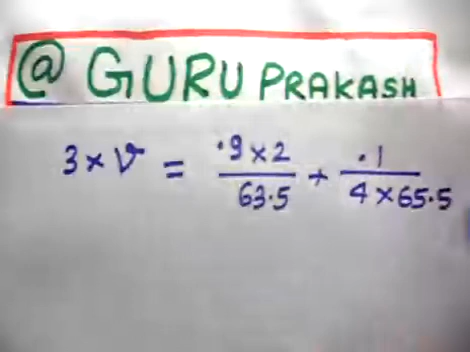 @ GURU PRAKASH
3 × V = .9×2/63.5 + .1/4×65.5